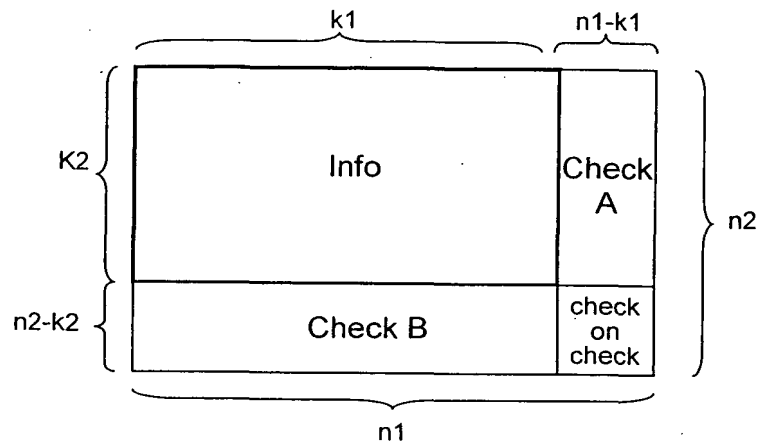 k1
n1-k1
K2
Info
Check
A
n2
n2-k2
Check B
check
on
check
n1